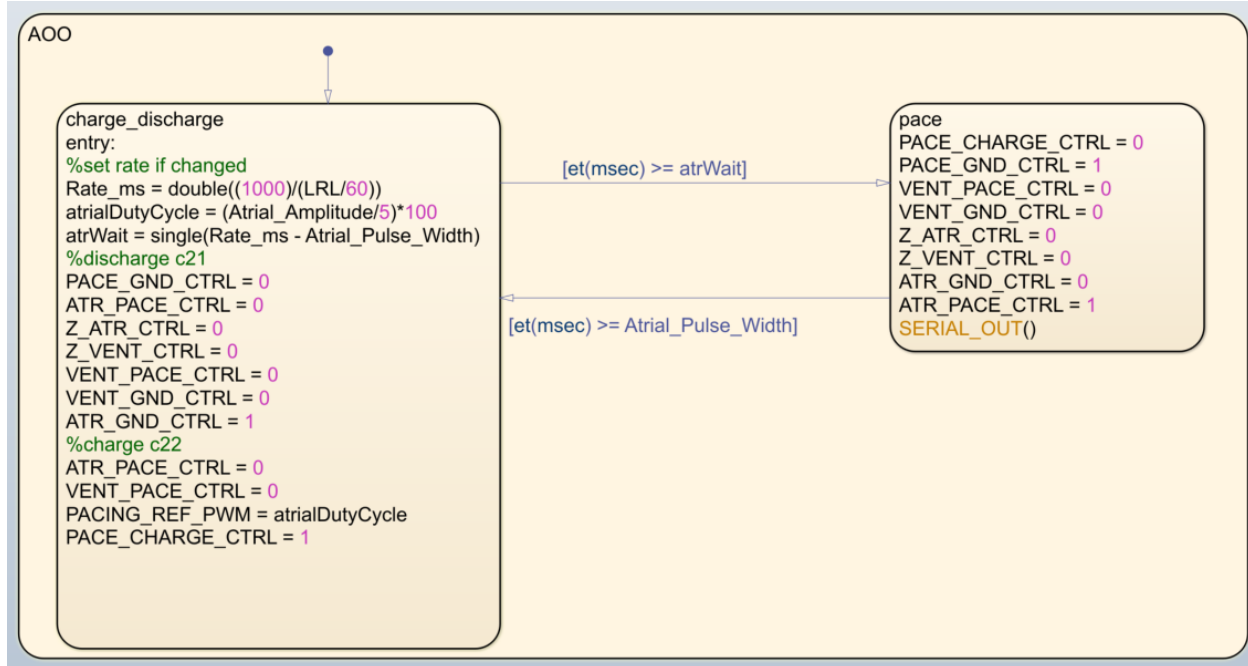 AOO
charge_discharge
entry:
%set rate if changed
Rate_ms = double((1000)/(LRL/60))
atrialDutyCycle = (Atrial_Amplitude/5)*100
atrWait = single(Rate_ms - Atrial_Pulse_Width)
%discharge c21
PACE_GND_CTRL = 0
ATR_PACE_CTRL = 0
Z_ATR_CTRL = 0
Z_VENT_CTRL = 0
VENT_PACE_CTRL = 0
VENT_GND_CTRL = 0
ATR_GND_CTRL = 1
%charge c22
ATR_PACE_CTRL = 0
VENT_PACE_CTRL = 0
PACING_REF_PWM = atrialDutyCycle
PACE_CHARGE_CTRL = 1
[et(msec) >= atrWait]
[et(msec) >= Atrial_Pulse_Width]
pace
PACE_CHARGE_CTRL = 0
PACE_GND_CTRL = 1
VENT_PACE_CTRL = 0
VENT_GND_CTRL = 0
Z_ATR_CTRL = 0
Z_VENT_CTRL = 0
ATR_GND_CTRL = 0
ATR_PACE_CTRL = 1
SERIAL_OUT()